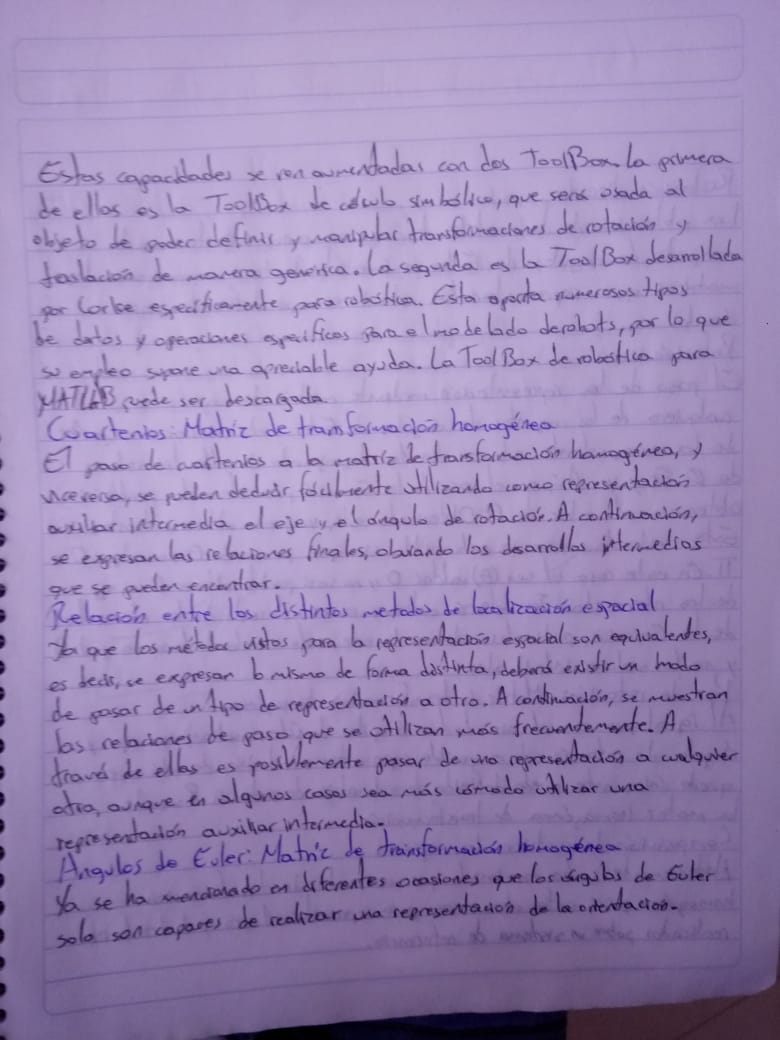 Estas capacidades se ven aumentadas con dos ToolBox. La primera
de ellas es la ToolBox de cálculo simbólico, que será usada al
objeto de poder definir y manipular transformaciones de rotación y
traslación de manera genérica. La segunda es la ToolBox desarrollada
por Corke específicamente para robótica. Esta aporta numerosos tipos
de datos y operaciones específicas para el modelado de robots, por lo que
su empleo supone una apreciable ayuda. La ToolBox de robótica para
MATLAB puede ser descargada.
Cuartenios: Matriz de transformación homogénea
El paso de cuartenios a la matriz de transformación homogénea, y
viceversa, se pueden deducir fácilmente utilizando como representación
auxiliar intermedia el eje y el ángulo de rotación. A continuación,
se expresan las relaciones finales, obviando los desarrollos intermedios
que se pueden encontrar.
Relación entre los distintos metodos de localización espacial
Ya que los métodos vistos para la representación espacial son equivalentes,
es decir, se expresan lo mismo de forma distinta, deberá existir un modo
de pasar de un tipo de representación a otro. A continuación, se muestran
las relaciones de paso que se utilizan más frecuentemente. A
través de ellas es posiblemente pasar de una representación a cualquier
otra, aunque en algunos casos sea más cómodo utilizar una
representación auxiliar intermedia.
Angulos de Euler: Matriz de transformación homogénea
Ya se ha mencionado en diferentes ocasiones que los ángulos de Euler
solo son capaces de realizar una representación de la orientación.